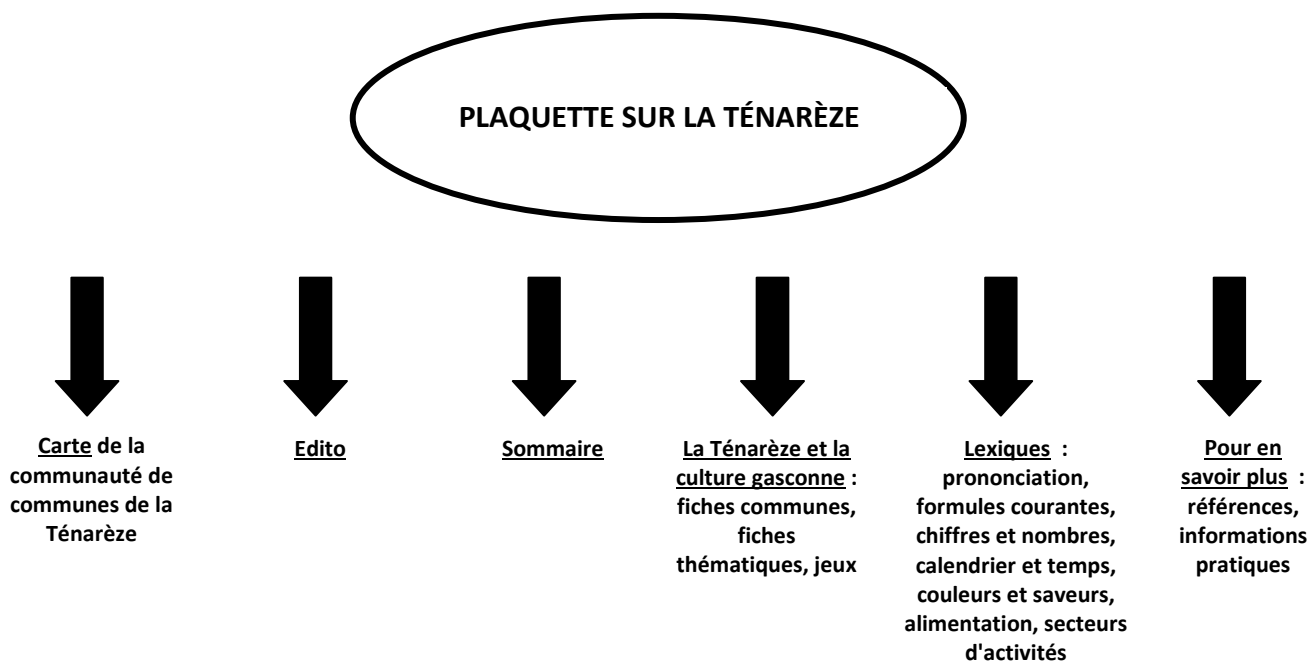 PLAQUETTE SUR LA TÉNARÈZE
Carte de la
communauté de
communes de la
Ténarèze
Edito
Sommaire
La Ténarèze et la
culture gasconne :
fiches communes,
fiches
thématiques, jeux
Lexiques :
prononciation,
formules courantes,
chiffres et nombres,
calendrier et temps,
couleurs et saveurs,
alimentation, secteurs
d'activités
Pour en
savoir plus :
références,
informations
pratiques